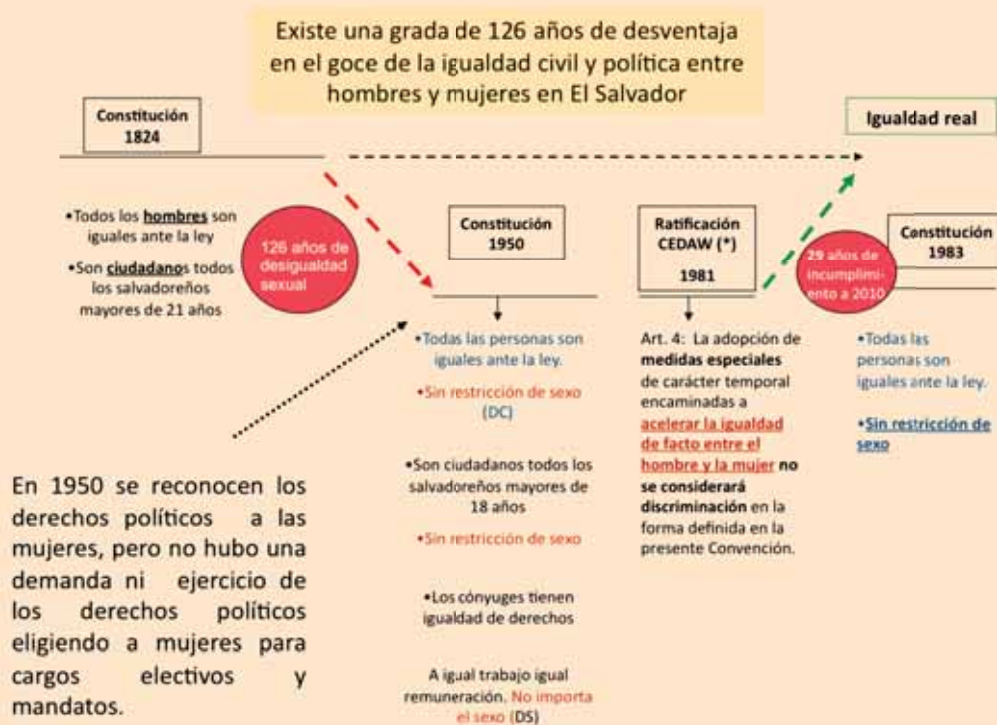 Existe una grada de 126 años de desventaja
en el goce de la igualdad civil y política entre
hombres y mujeres en El Salvador
Constitución
1824
Igualdad real
•Todos los hombres son
iguales ante la ley
•Son ciudadanos todos
los salvadoreños
mayores de 21 años
126 años de
desigualdad
sexual
Constitución
1950
Ratificación
CEDAW (*)
1981
29 años de
incumplimi-
ento a 2010
Constitución
1983
•Todas las personas son
iguales ante la ley.
•Sin restricción de sexo
(DC)
•Son ciudadanos todos los
salvadoreños mayores de
18 años
•Sin restricción de sexo
•Los cónyuges tienen
igualdad de derechos
A igual trabajo igual
remuneración. No importa
el sexo (DS)
Art. 4: La adopción de
medidas especiales
de carácter temporal
encaminadas a
acelerar la igualdad
de facto entre el
hombre y la mujer no
se considerará
discriminación en la
forma definida en la
presente Convención.
•Todas las
personas son
iguales ante la ley.
•Sin restricción de
sexo
En 1950 se reconocen los
derechos políticos a las
mujeres, pero no hubo una
demanda ni ejercicio de
los derechos políticos
eligiendo a mujeres para
cargos electivos y
mandatos.